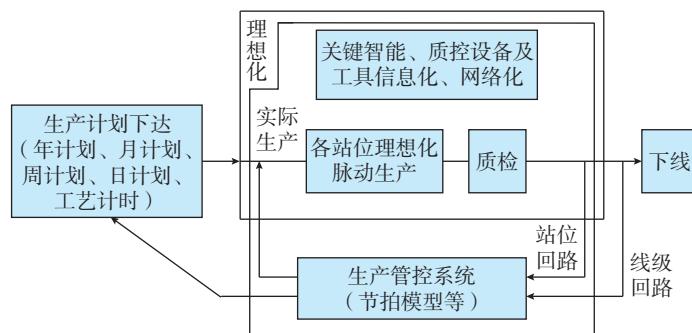 理想化
关键智能、质控设备及
工具信息化、网络化
生产计划下达
（年计划、月计划、
周计划、日计划、
工艺计时）
实际
生产
各站位理想化
脉动生产
质检
下线
站位
回路
线级
回路
生产管控系统
（节拍模型等）